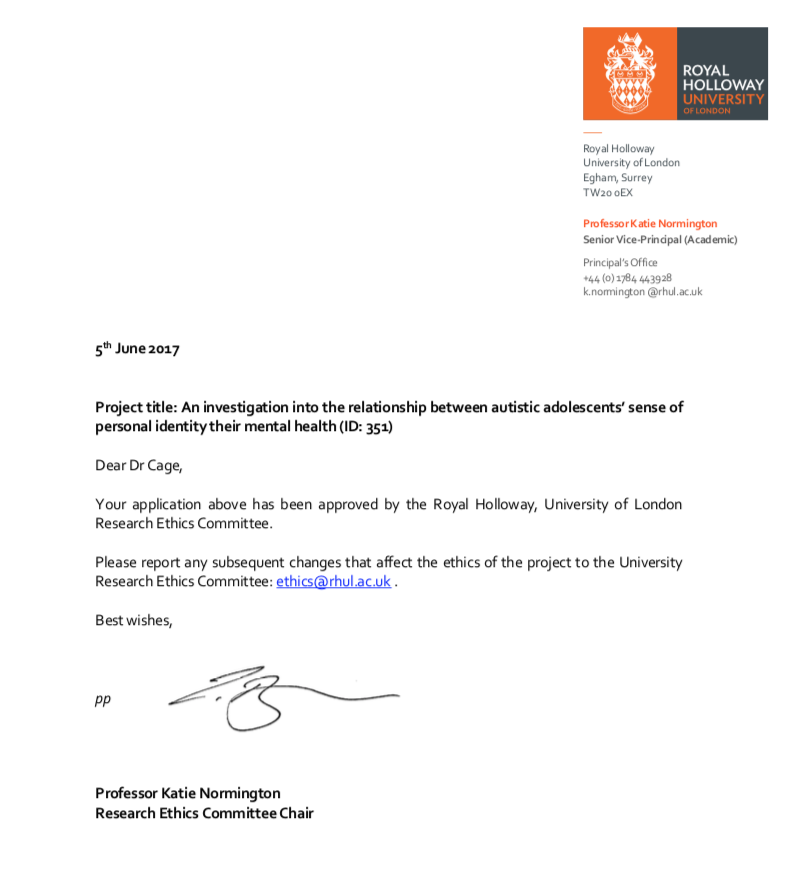 ROYAL
HOLLOWAY
UNIVERSITY
OF LONDON
Royal Holloway
University of London
Egham, Surrey
TW20 0EX
Professor Katie Normington
Senior Vice-Principal (Academic)
Principal's Office
+44 (0) 1784 443928
k.normington @rhul.ac.uk
5th June 2017
Project title: An investigation into the relationship between autistic adolescents' sense of
personal identity their mental health (ID: 351)
Dear Dr Cage,
Your application above has been approved by the Royal Holloway, University of London
Research Ethics Committee.
Please report any subsequent changes that affect the ethics of the project to the University
Research Ethics Committee: ethics@rhul.ac.uk .
Best wishes,
pp
Professor Katie Normington
Research Ethics Committee Chair